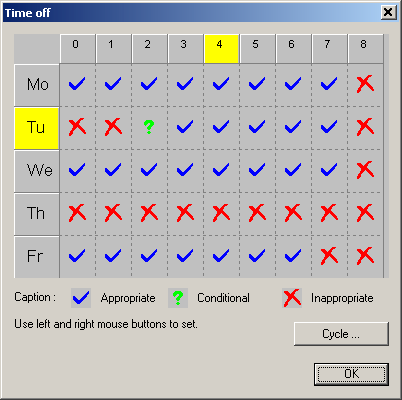 Time off
0 1 2 3 4 5 6 7 8
Mo
Tu
?
We
Th
Fr
Caption : Appropriate ? Conditional Inappropriate
Use left and right mouse buttons to set.
Cycle ...
OK